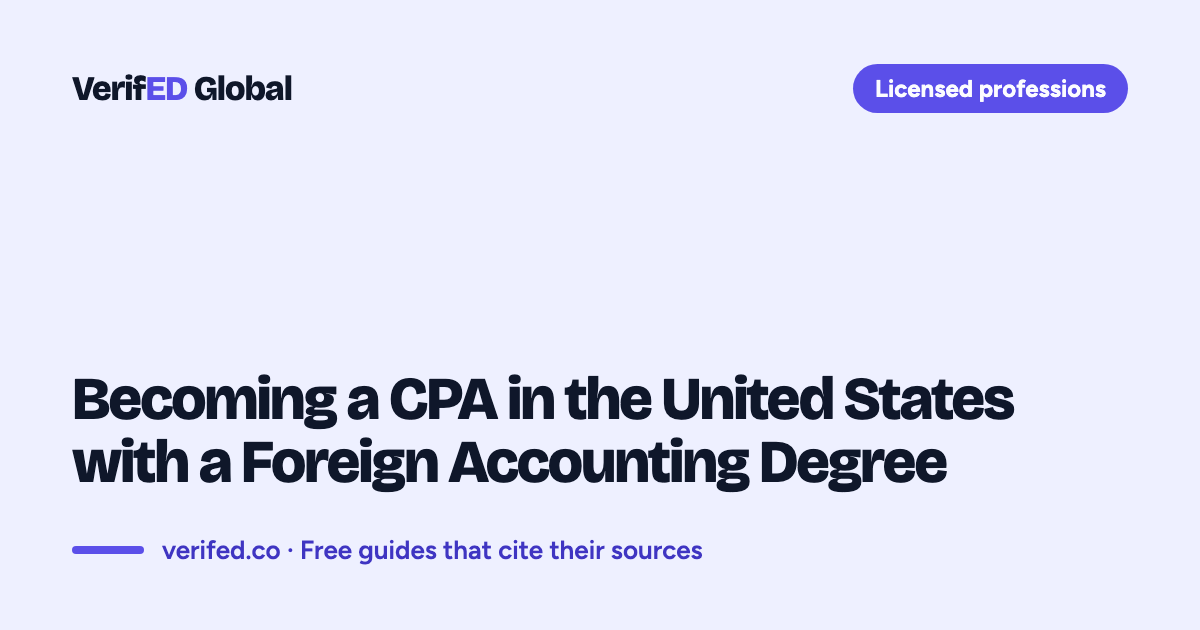 VerifED Global
Licensed professions
Becoming a CPA in the United States
with a Foreign Accounting Degree
verifed.co · Free guides that cite their sources